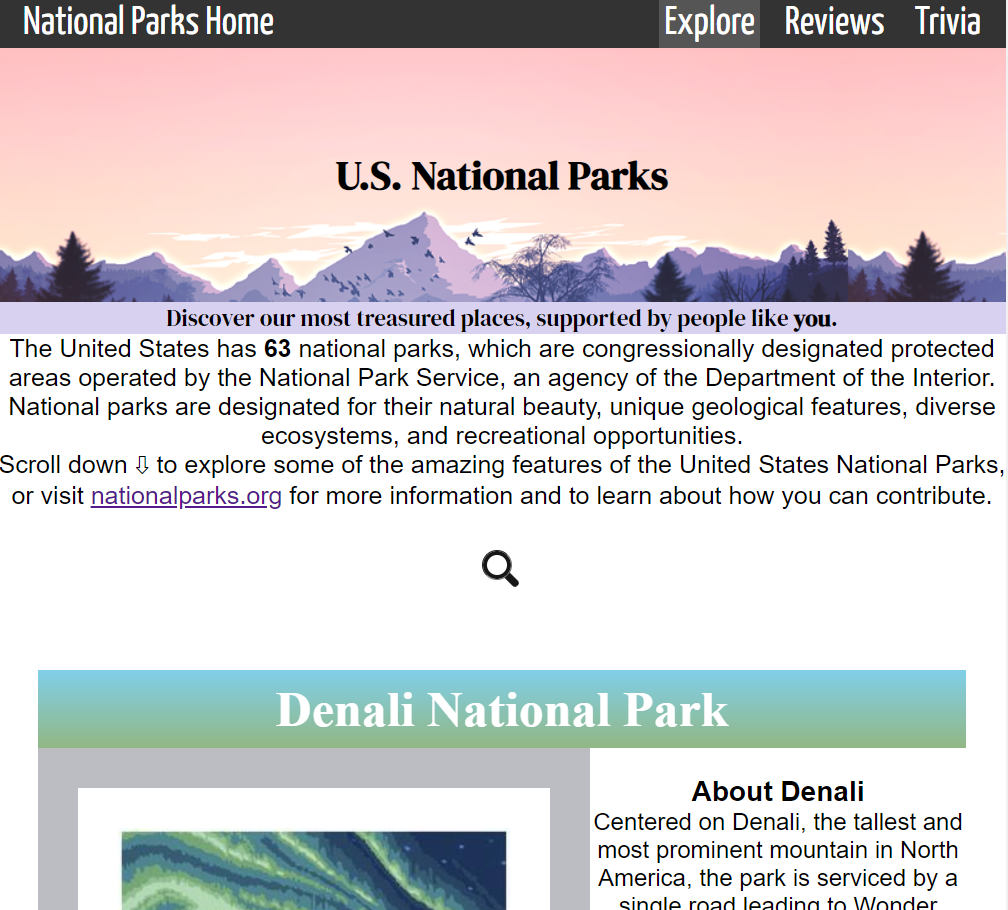 National Parks Home Explore Reviews Trivia
U.S. National Parks
Discover our most treasured places, supported by people like you.
The United States has 63 national parks, which are congressionally designated protected
areas operated by the National Park Service, an agency of the Department of the Interior.
National parks are designated for their natural beauty, unique geological features, diverse
ecosystems, and recreational opportunities.
Scroll down ⇩ to explore some of the amazing features of the United States National Parks,
or visit nationalparks.org for more information and to learn about how you can contribute.
Denali National Park
About Denali
Centered on Denali, the tallest and
most prominent mountain in North
America, the park is serviced by a
single road leading to Wonder